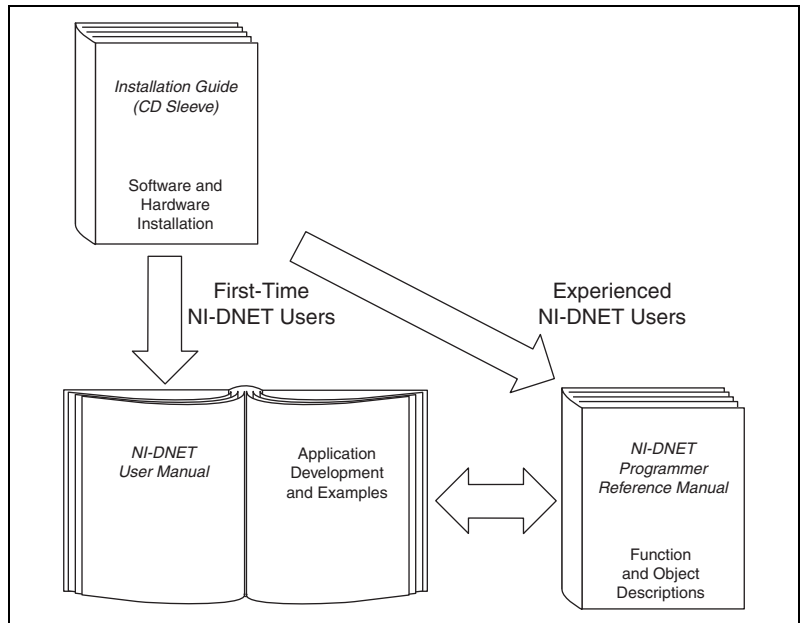 Installation Guide
(CD Sleeve)
Software and
Hardware
Installation
First-Time
NI-DNET Users
Experienced
NI-DNET Users
NI-DNET
User Manual
Application
Development
and Examples
NI-DNET
Programmer
Reference Manual
Function
and Object
Descriptions